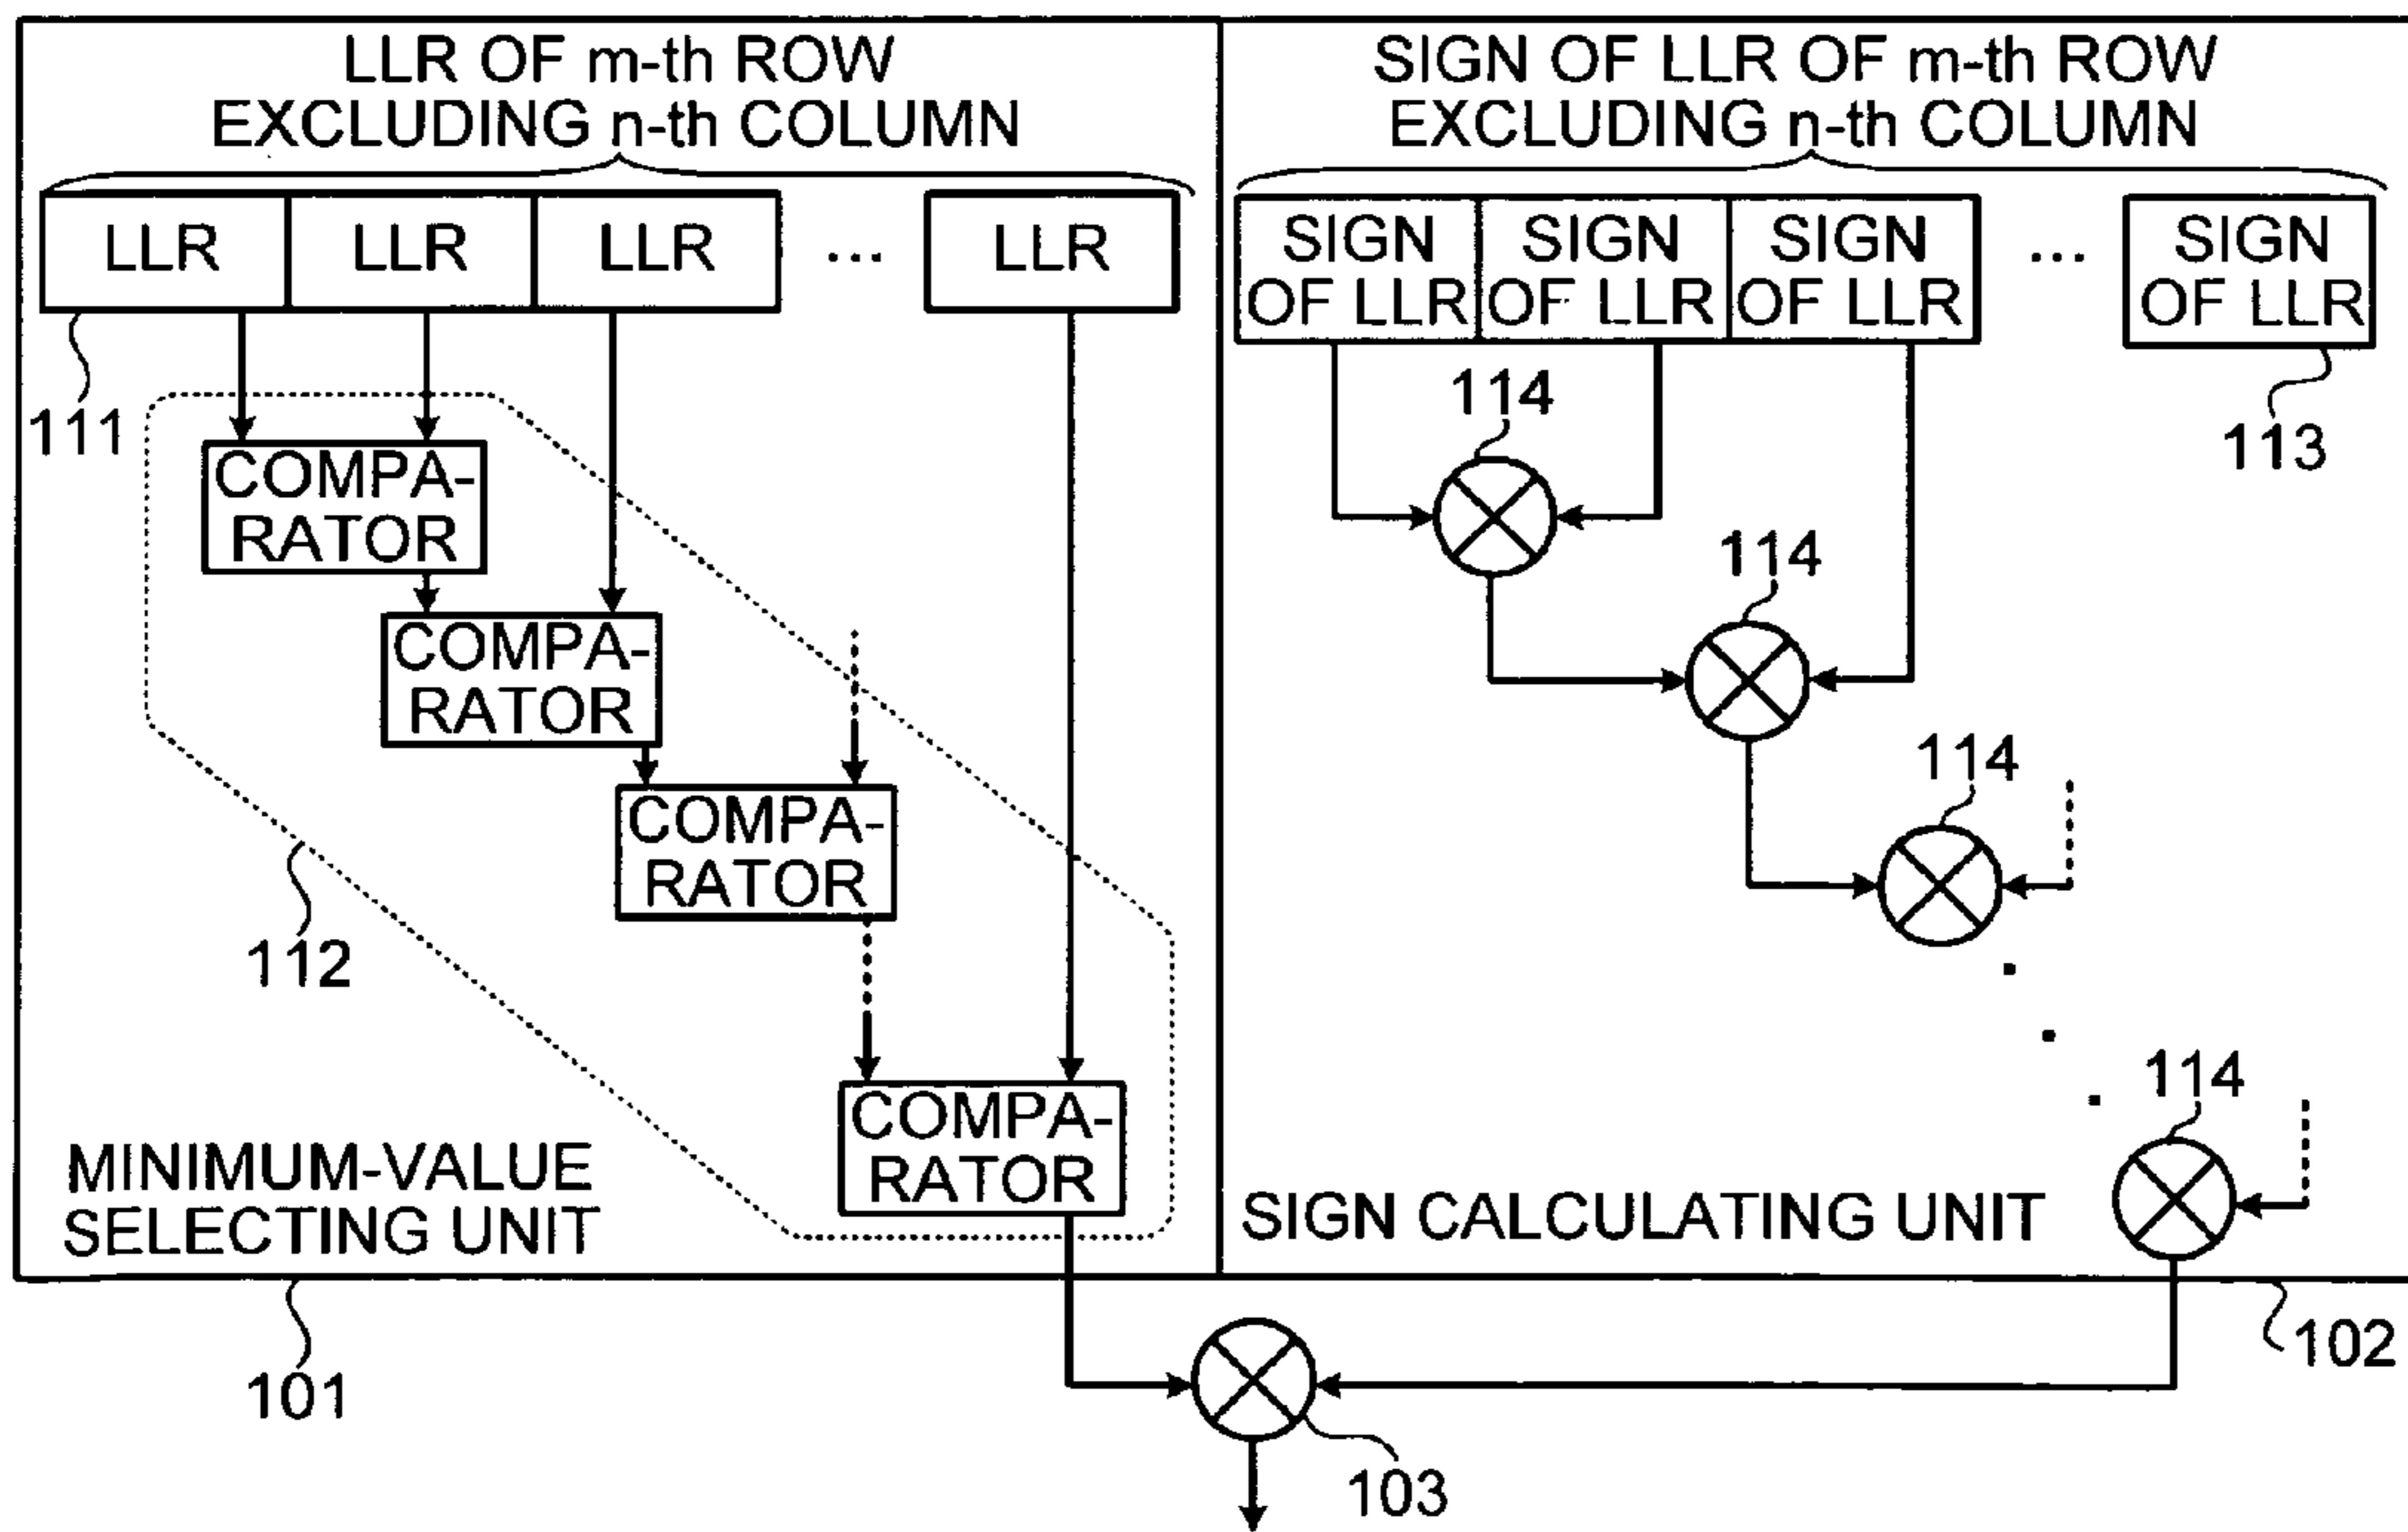 LLR OF m-th ROW
EXCLUDING n-th COLUMN
SIGN OF LLR OF m-th ROW
EXCLUDING n-th COLUMN
LLR
LLR
LLR
...
LLR
SIGN
OF LLR
SIGN
OF LLR
SIGN
OF LLR
...
SIGN
OF LLR
111
113
114
114
114
114
COMPA-
RATOR
COMPA-
RATOR
COMPA-
RATOR
COMPA-
RATOR
112
MINIMUM-VALUE
SELECTING UNIT
SIGN CALCULATING UNIT
101
102
103